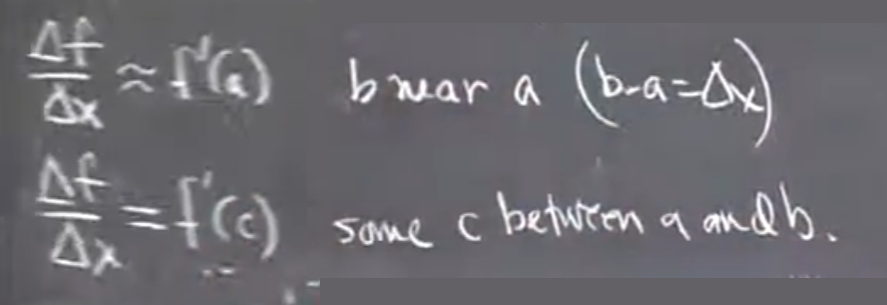 Δf/Δx ≈ f'(a) b near a (b-a=Δx)
Δf/Δx = f'(c) some c between a and b.